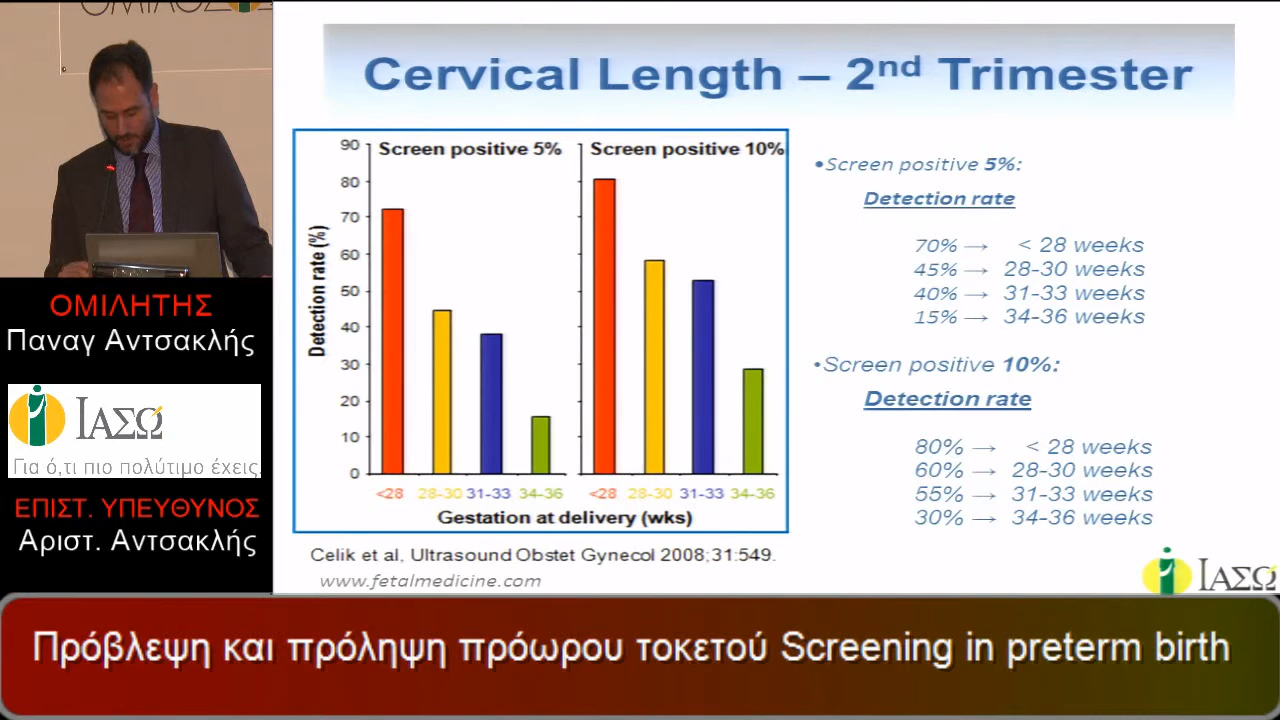 ΟΜΙΛΟΣ
Cervical Length – 2nd Trimester
90
80
70
60
50
40
30
20
10
0
Detection rate (%)
Screen positive 5%
Screen positive 10%
<28 28-30 31-33 34-36
<28 28-30 31-33 34-36
Gestation at delivery (wks)
Celik et al, Ultrasound Obstet Gynecol 2008;31:549.
www.fetalmedicine.com
•Screen positive 5%:
Detection rate
70% → < 28 weeks
45% → 28-30 weeks
40% → 31-33 weeks
15% → 34-36 weeks
•Screen positive 10%:
Detection rate
80% → < 28 weeks
60% → 28-30 weeks
55% → 31-33 weeks
30% → 34-36 weeks
ΙΑΣΩ
ΟΜΙΛΗΤΗΣ
Παναγ Αντσακλής
ΙΑΣΩ
Για ό,τι πιο πολύτιμο έχεις
ΕΠΙΣΤ. ΥΠΕΥΘΥΝΟΣ
Αριστ. Αντσακλής
Πρόβλεψη και πρόληψη πρόωρου τοκετού Screening in preterm birth